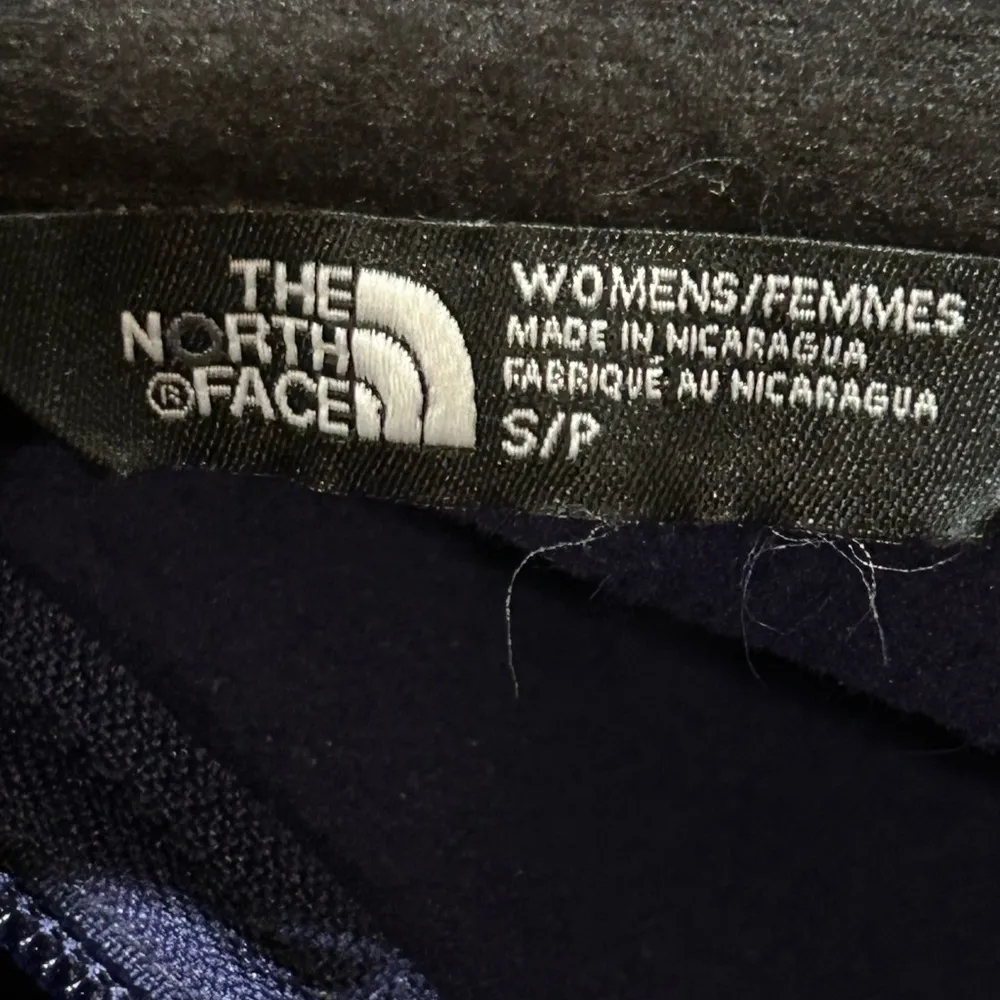 THE
NORTH
®FACE
WOMENS/FEMMES
MADE IN NICARAGUA
FABRIQUÉ AU NICARAGUA
S/P